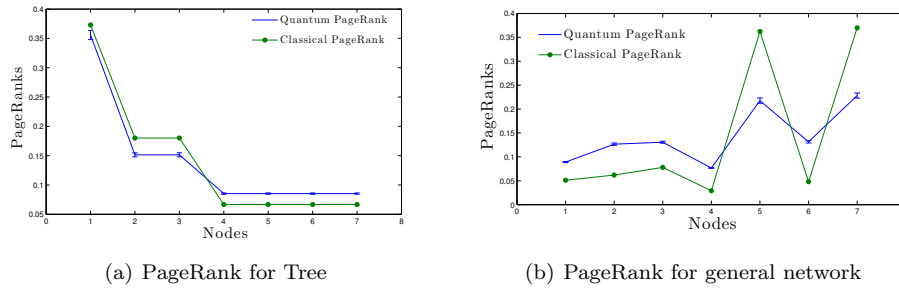 0.4
0.35
0.3
0.25
0.2
0.15
0.1
0.05
0 1 2 3 4 5 6 7 8
PageRanks
Nodes
Quantum PageRank
Classical PageRank
(a) PageRank for Tree
0.4
0.35
0.3
0.25
0.2
0.15
0.1
0.05
0
0 1 2 3 4 5 6 7
PageRanks
Nodes
Quantum PageRank
Classical PageRank
(b) PageRank for general network